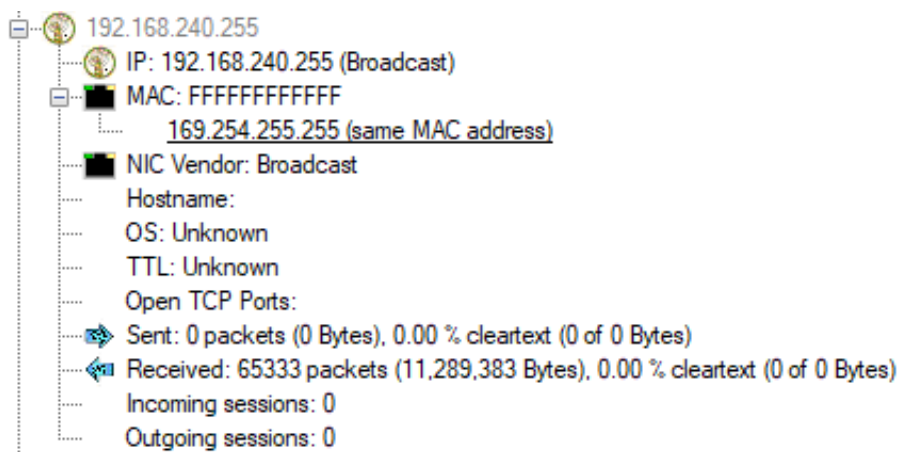 192.168.240.255
IP: 192.168.240.255 (Broadcast)
MAC: FFFFFFFFFFFF
169.254.255.255 (same MAC address)
NIC Vendor: Broadcast
Hostname:
OS: Unknown
TTL: Unknown
Open TCP Ports:
Sent: 0 packets (0 Bytes), 0.00 % cleartext (0 of 0 Bytes)
Received: 65333 packets (11,289,383 Bytes), 0.00 % cleartext (0 of 0 Bytes)
Incoming sessions: 0
Outgoing sessions: 0